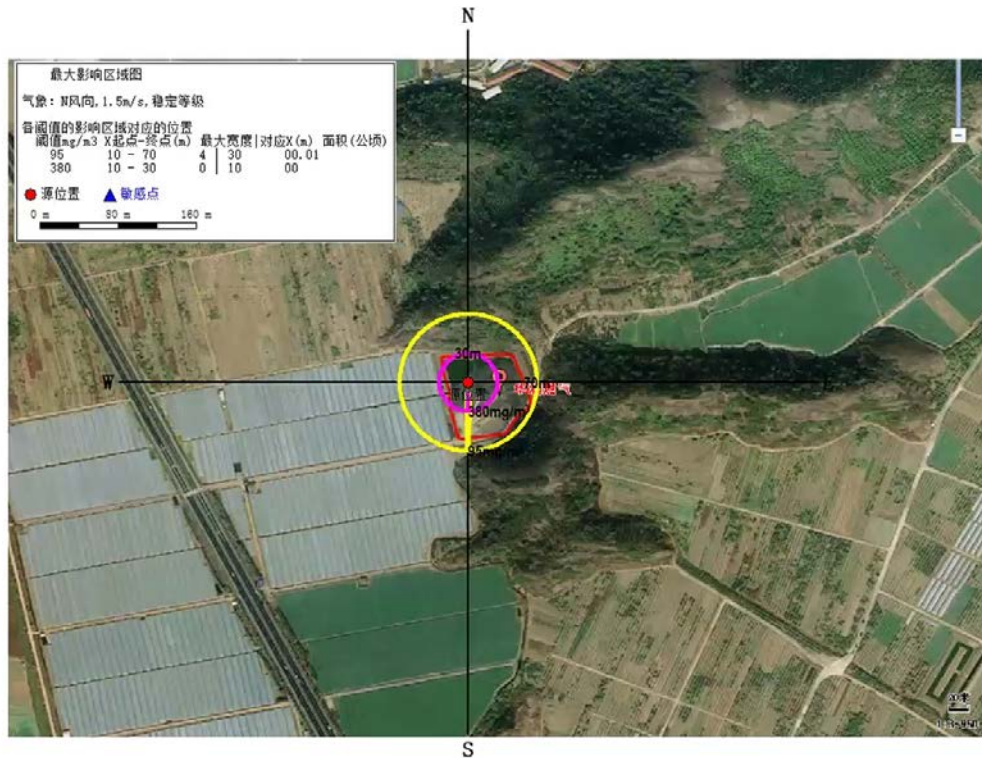 N
最大影响区域图
气象：N风向,1.5m/s,稳定等级
各阈值的影响区域对应的位置
阈值mg/m3 X起点-终点(m) 最大宽度|对应X(m) 面积(公顷)
95 10 - 70 4 | 30 00.01
380 10 - 30 0 | 10 00
源位置 敏感点
0 m 80 m 160 m
30m
W
70m
源位置
380mg/m
S